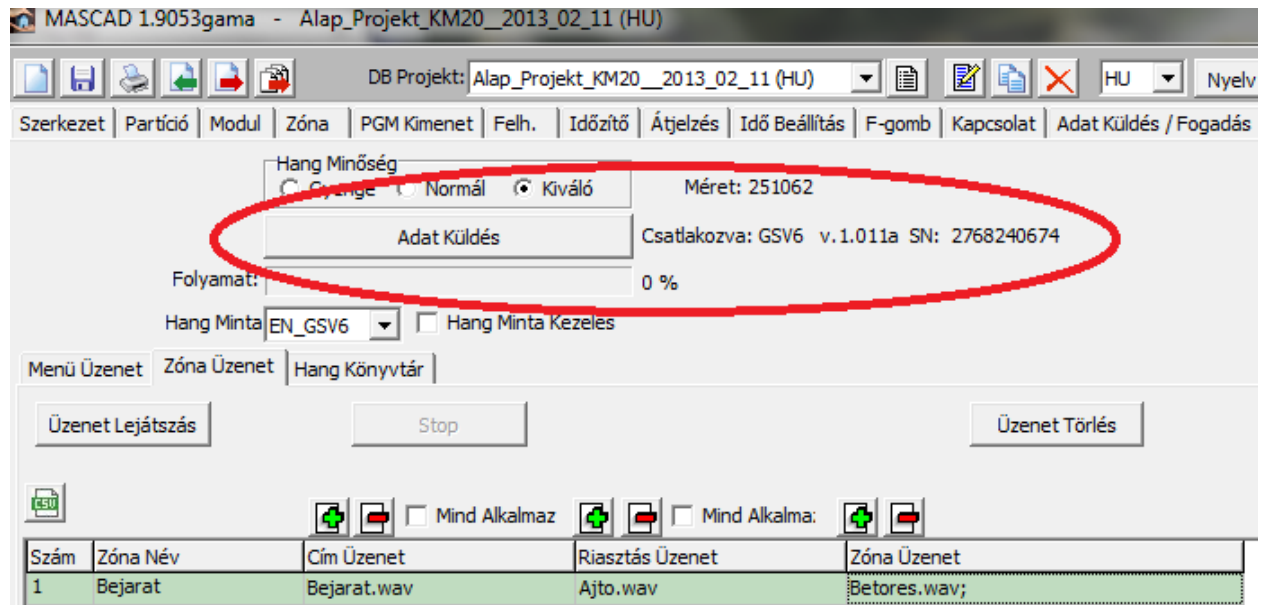 MASCAD 1.9053gama - Alap_Projekt_KM20__2013_02_11 (HU)
DB Projekt: Alap_Projekt_KM20__2013_02_11 (HU) HU Nyelv
Szerkezet Partíció Modul Zóna PGM Kimenet Felh. Időzítő Átjelzés Idő Beállítás F-gomb Kapcsolat Adat Küldés / Fogadás
Hang Minőség
Gyenge Normál Kiváló Méret: 251062
Adat Küldés Csatlakozva: GSV6 v.1.011a SN: 2768240674
Folyamat: 0 %
Hang Minta EN_GSV6 Hang Minta Kezeles
Menü Üzenet Zóna Üzenet Hang Könyvtár
Üzenet Lejátszás Stop Üzenet Törlés
CSV
Mind Alkalmaz Mind Alkalma:
Szám Zóna Név Cím Üzenet Riasztás Üzenet Zóna Üzenet
1 Bejarat Bejarat.wav Ajto.wav Betores.wav;